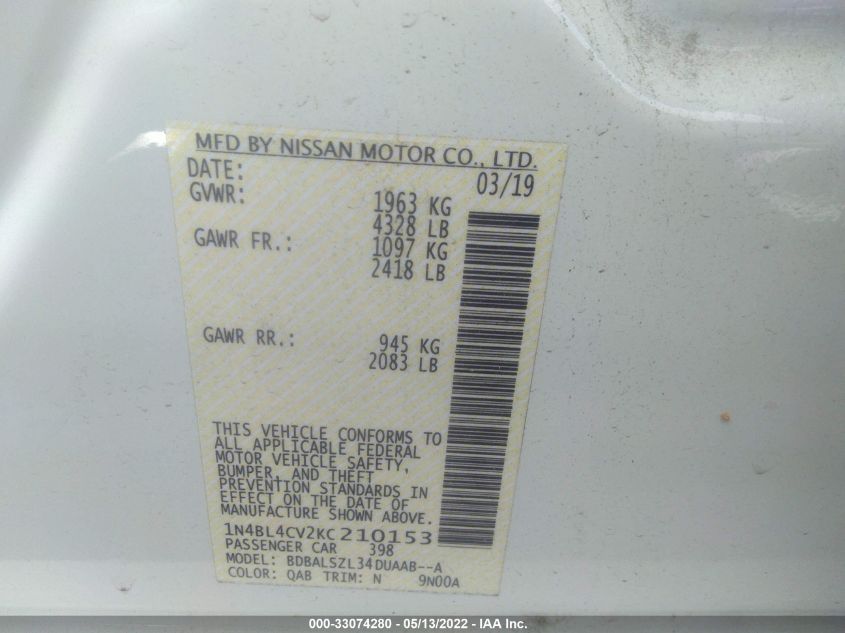 MFD BY NISSAN MOTOR CO., LTD.
DATE: 03/19
GVWR: 1963 KG
4328 LB
GAWR FR.: 1097 KG
2418 LB
GAWR RR.: 945 KG
2083 LB
THIS VEHICLE CONFORMS TO
ALL APPLICABLE FEDERAL
MOTOR VEHICLE SAFETY,
BUMPER, AND THEFT
PREVENTION STANDARDS IN
EFFECT ON THE DATE OF
MANUFACTURE SHOWN ABOVE.
1N4BL4CV2KC210153
PASSENGER CAR 398
MODEL: BDBALSZL34DUAAB--A
COLOR: QAB TRIM: N 9N00A
000-33074280 - 05/13/2022 - IAA Inc.